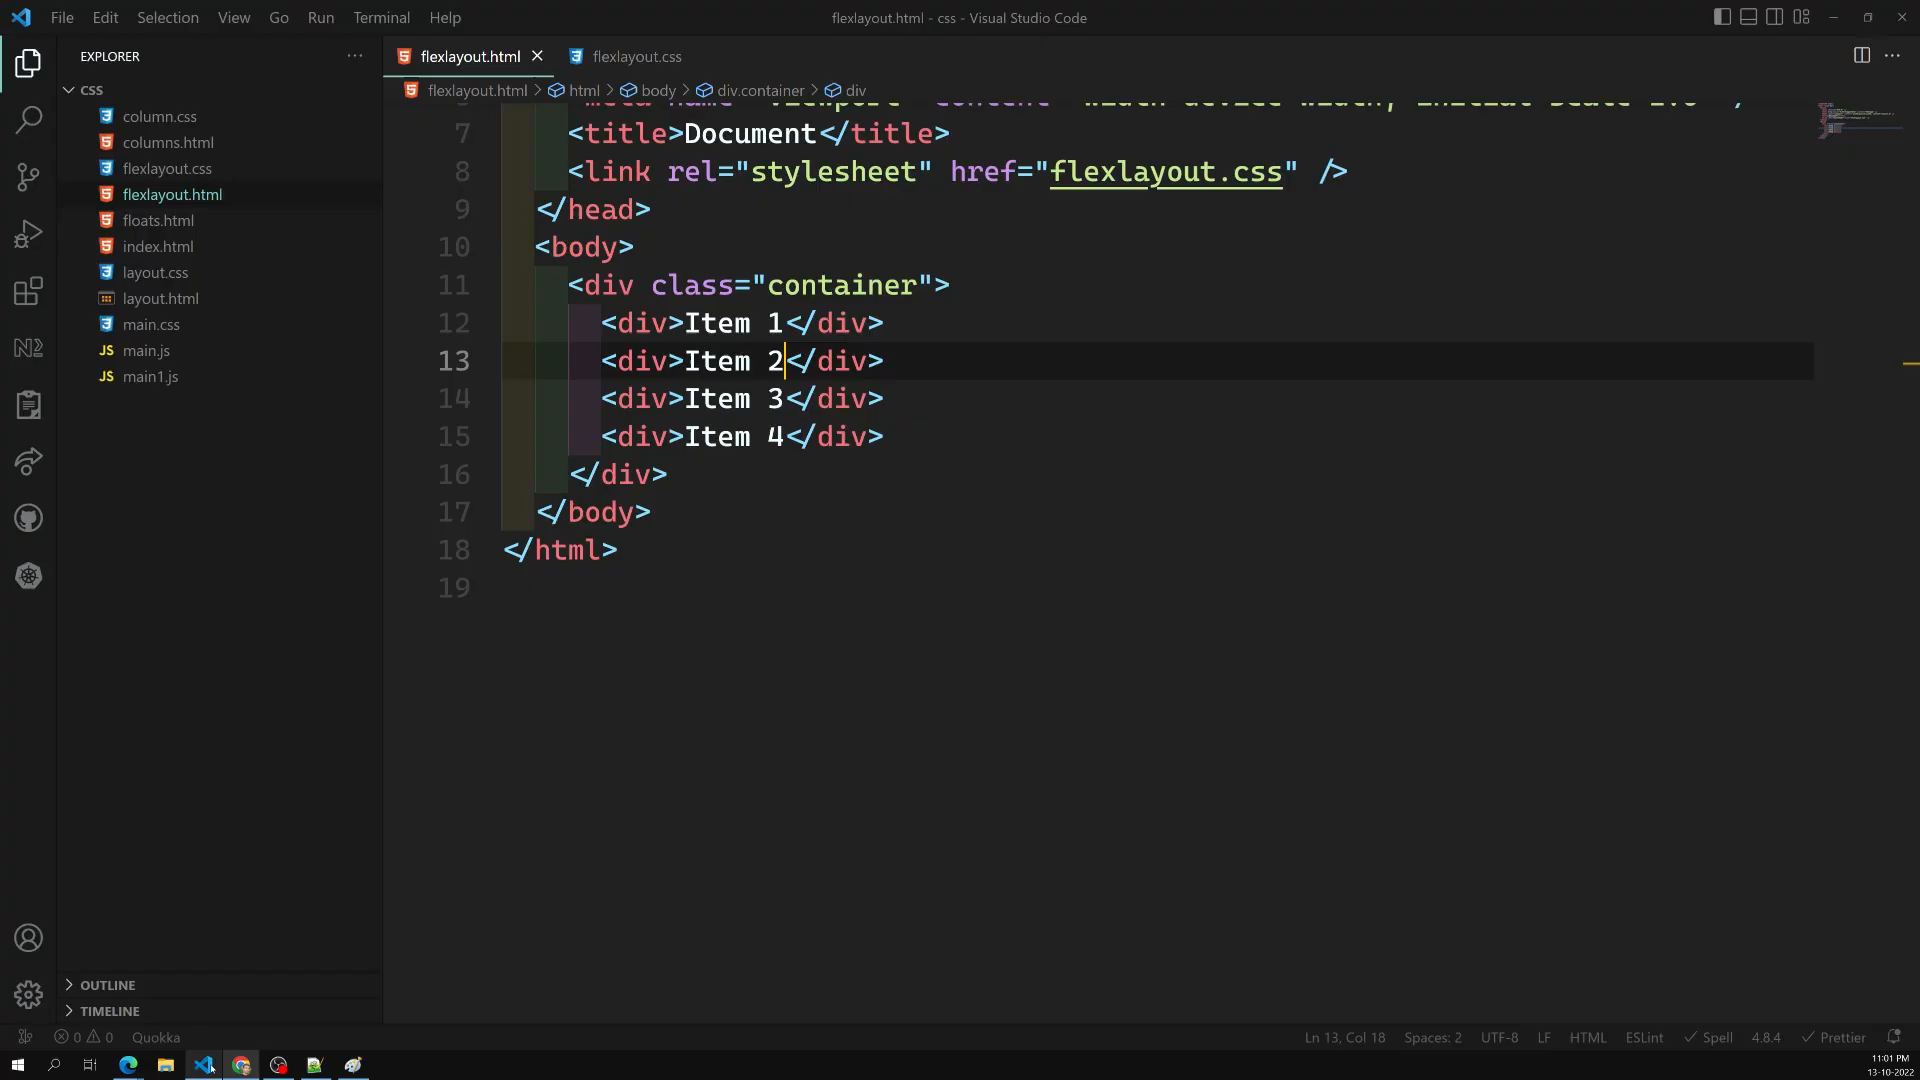 File Edit Selection View Go Run Terminal Help
flexlayout.html - css - Visual Studio Code
EXPLORER
CSS
column.css
columns.html
flexlayout.css
flexlayout.html
floats.html
index.html
layout.css
layout.html
main.css
JS main.js
JS main1.js
OUTLINE
TIMELINE
flexlayout.html
flexlayout.css
flexlayout.html > html > body > div.container > div
7 <title>Document</title>
8 <link rel="stylesheet" href="flexlayout.css" />
9 </head>
10 <body>
11 <div class="container">
12 <div>Item 1</div>
13 <div>Item 2</div>
14 <div>Item 3</div>
15 <div>Item 4</div>
16 </div>
17 </body>
18 </html>
19
0 0 Quokka
Ln 13, Col 18 Spaces: 2 UTF-8 LF HTML ESLint Spell 4.8.4 Prettier
11:01 PM
13-10-2022